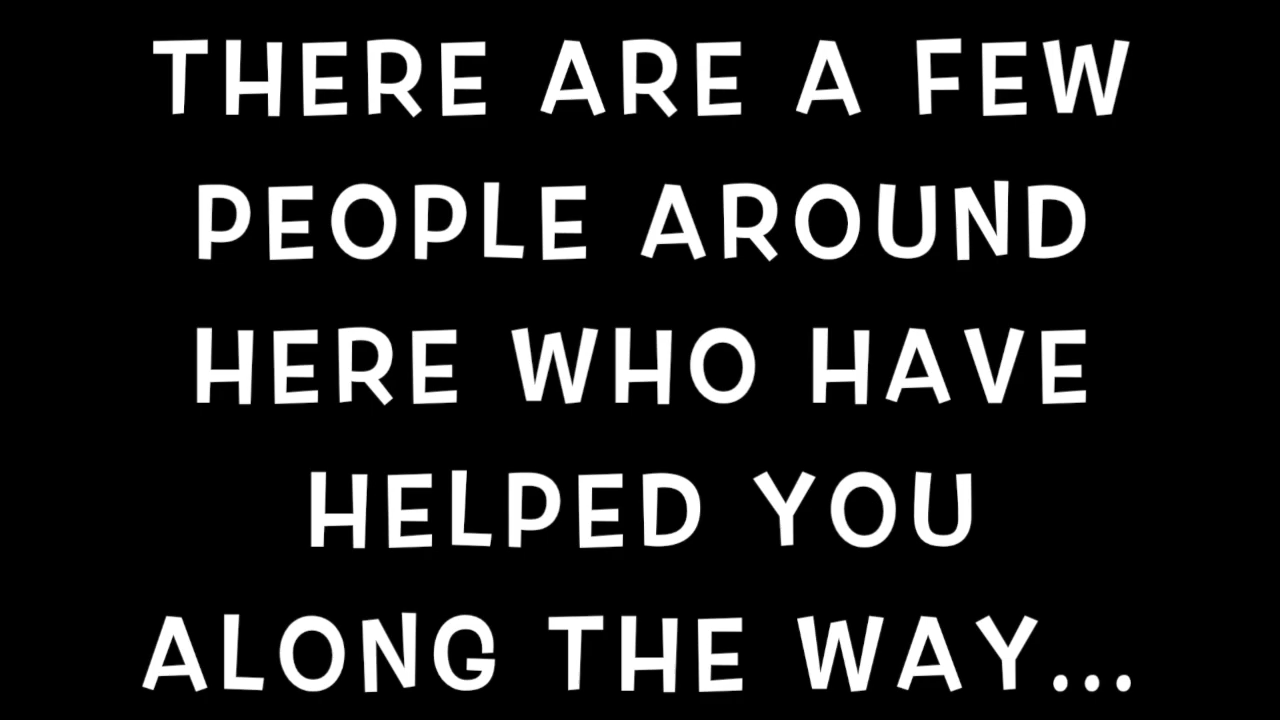 THERE ARE A FEW
PEOPLE AROUND
HERE WHO HAVE
HELPED YOU
ALONG THE WAY...